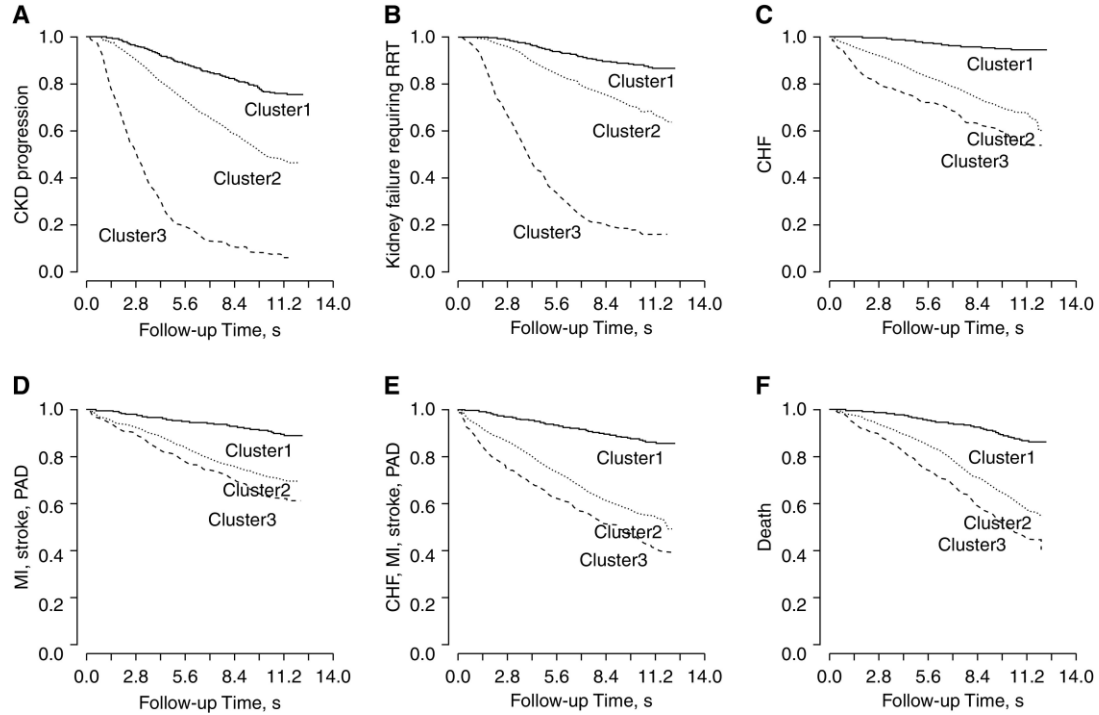 A
CKD progression
1.0
0.8
0.6
0.4
0.2
0.0
Cluster1
Cluster2
Cluster3
0.0 2.8 5.6 8.4 11.2 14.0
Follow-up Time, s
B
Kidney failure requiring RRT
1.0
0.8
0.6
0.4
0.2
0.0
Cluster1
Cluster2
Cluster3
0.0 2.8 5.6 8.4 11.2 14.0
Follow-up Time, s
C
CHF
1.0
0.8
0.6
0.4
0.2
0.0
Cluster1
Cluster2
Cluster3
0.0 2.8 5.6 8.4 11.2 14.0
Follow-up Time, s
D
MI, stroke, PAD
1.0
0.8
0.6
0.4
0.2
0.0
Cluster1
Cluster2
Cluster3
0.0 2.8 5.6 8.4 11.2 14.0
Follow-up Time, s
E
CHF, MI, stroke, PAD
1.0
0.8
0.6
0.4
0.2
0.0
Cluster1
Cluster2
Cluster3
0.0 2.8 5.6 8.4 11.2 14.0
Follow-up Time, s
F
Death
1.0
0.8
0.6
0.4
0.2
0.0
Cluster1
Cluster2
Cluster3
0.0 2.8 5.6 8.4 11.2 14.0
Follow-up Time, s